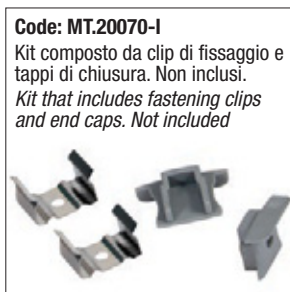 Code: MT.20070-I
Kit composto da clip di fissaggio e
tappi di chiusura. Non inclusi.
Kit that includes fastening clips
and end caps. Not included